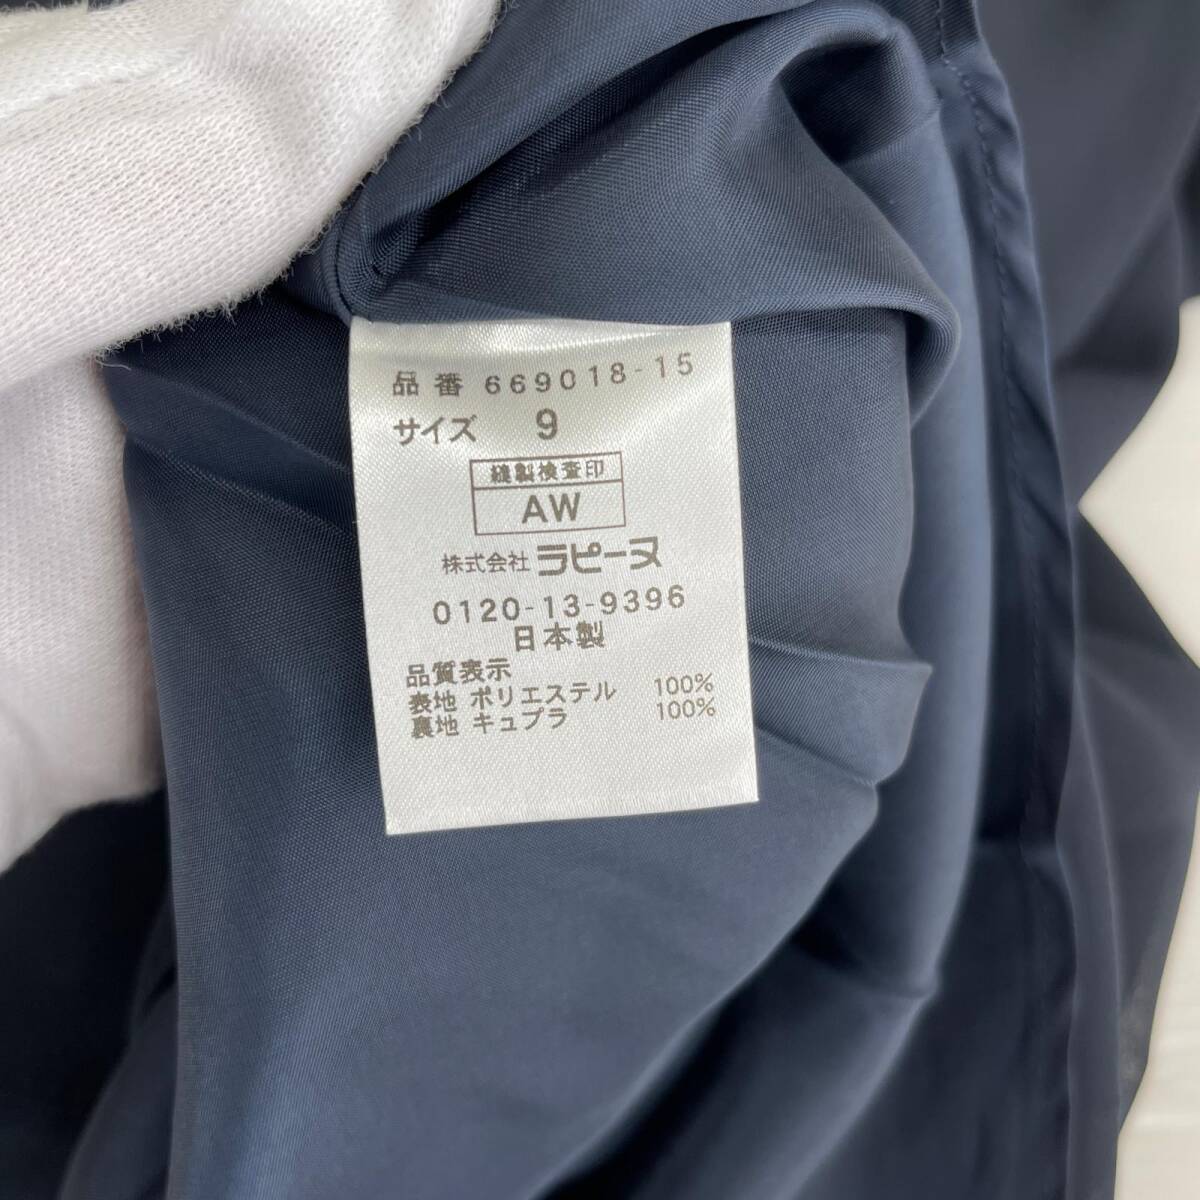 品番 669018-15
サイズ 9
縫製検査印
AW
株式会社 ラピーヌ
0120-13-9396
日本製
品質表示
表地 ポリエステル 100%
裏地 キュプラ 100%